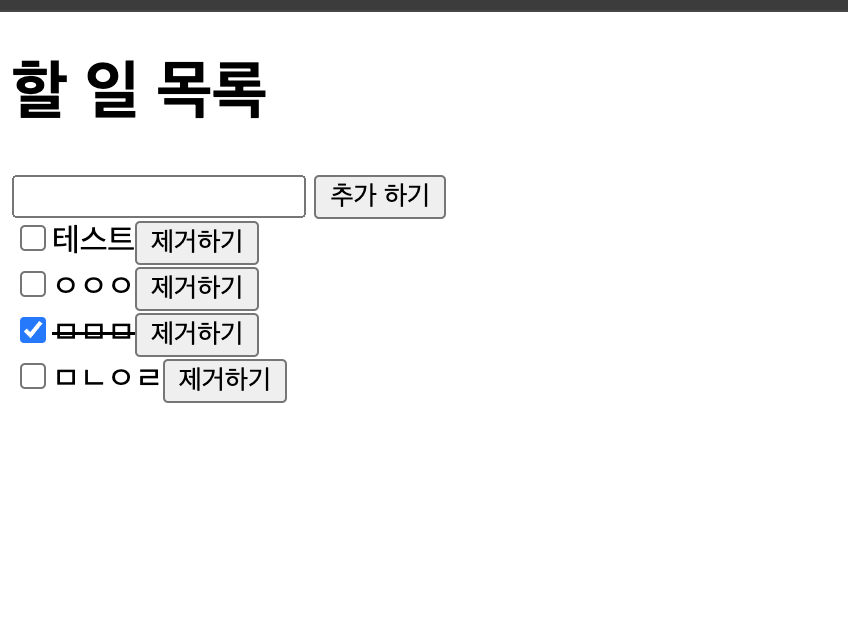 할 일 목록
추가 하기
테스트 제거하기
ㅇㅇㅇ 제거하기
ㅁㅁㅁ 제거하기
ㅁㄴㅇㄹ 제거하기